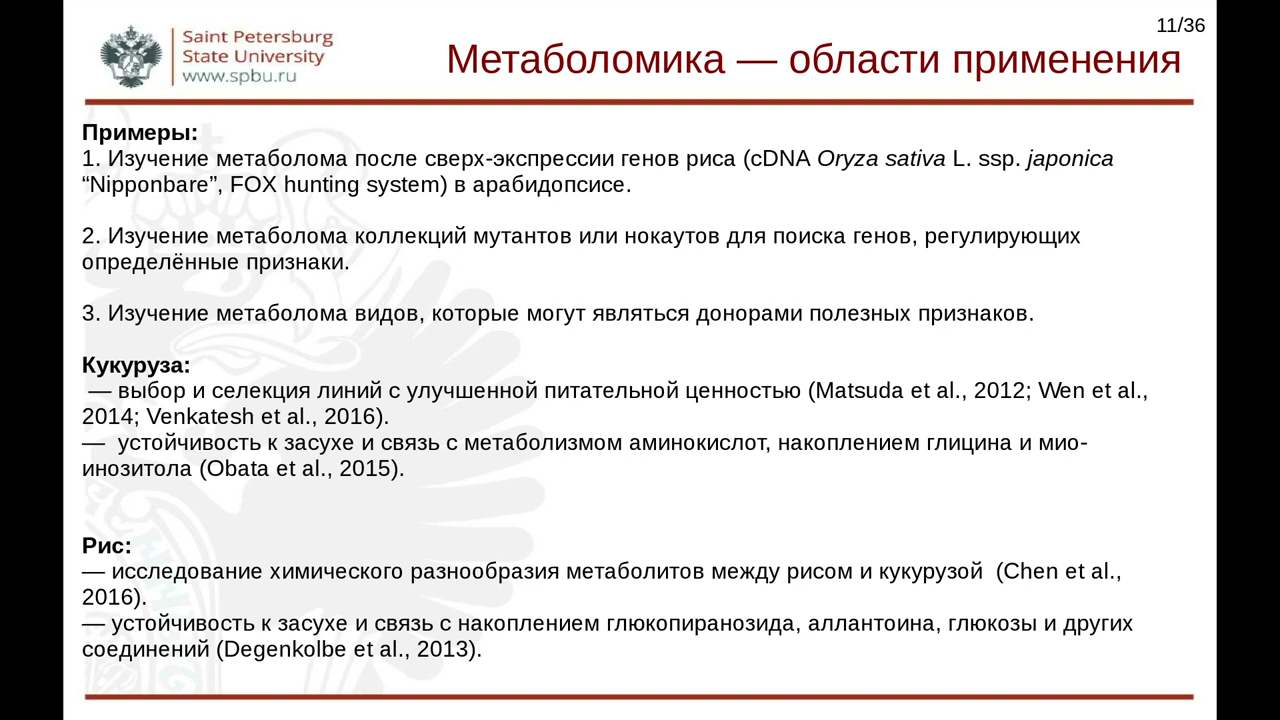 11/36
Saint Petersburg
State University
www.spbu.ru
Метаболомика — области применения
Примеры:
1. Изучение метаболома после сверх-экспрессии генов риса (cDNA Oryza sativa L. ssp. japonica
“Nipponbare”, FOX hunting system) в арабидопсисе.
2. Изучение метаболома коллекций мутантов или нокаутов для поиска генов, регулирующих
определённые признаки.
3. Изучение метаболома видов, которые могут являться донорами полезных признаков.
Кукуруза:
— выбор и селекция линий с улучшенной питательной ценностью (Matsuda et al., 2012; Wen et al.,
2014; Venkatesh et al., 2016).
— устойчивость к засухе и связь с метаболизмом аминокислот, накоплением глицина и мио-
инозитола (Obata et al., 2015).
Рис:
— исследование химического разнообразия метаболитов между рисом и кукурузой (Chen et al.,
2016).
— устойчивость к засухе и связь с накоплением глюкопиранозида, аллантоина, глюкозы и других
соединений (Degenkolbe et al., 2013).